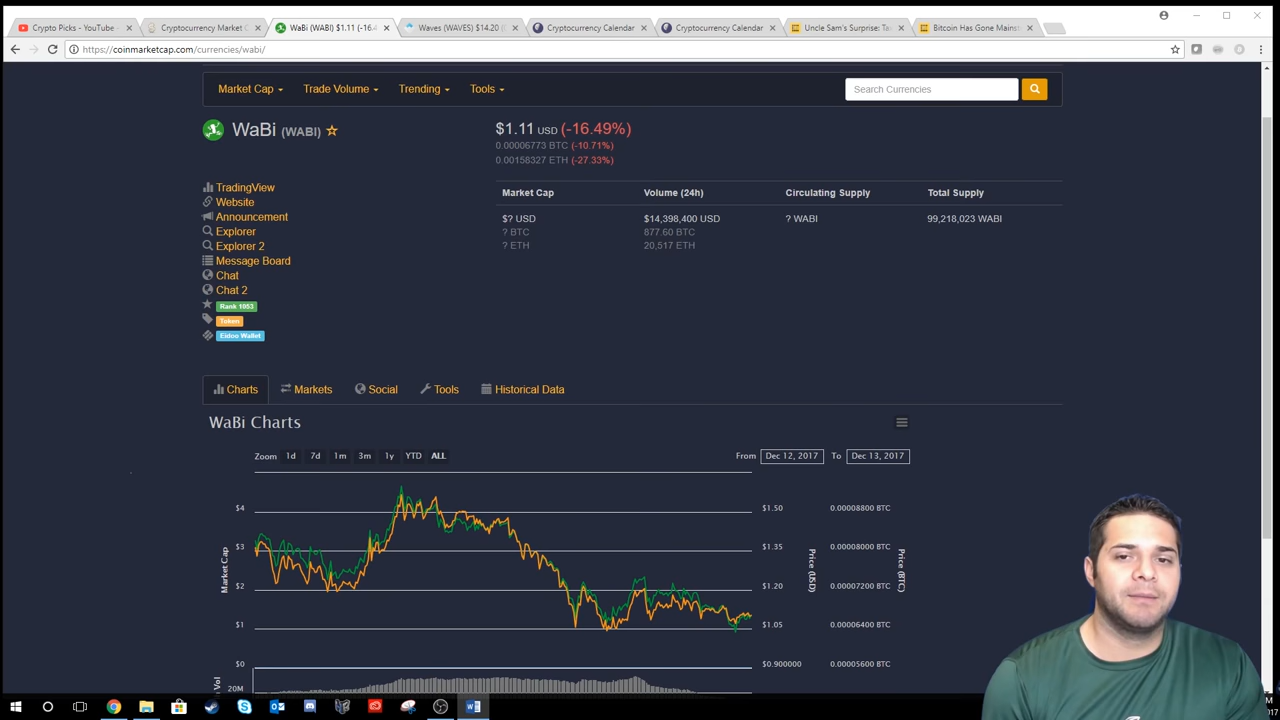 Crypto Picks - YouTube -
Cryptocurrency Market C
WaBi (WABI) $1.11 (-16.4
Waves (WAVES) $14.20 (
Cryptocurrency Calendar
Cryptocurrency Calendar
Uncle Sam's Surprise: Tax
Bitcoin Has Gone Mainst
https://coinmarketcap.com/currencies/wabi/
Market Cap
Trade Volume
Trending
Tools
Search Currencies
WaBi (WABI)
$1.11 USD (-16.49%)
0.00006773 BTC (-10.71%)
0.00158327 ETH (-27.33%)
Market Cap
Volume (24h)
Circulating Supply
Total Supply
$? USD
$14,398,400 USD
? WABI
99,218,023 WABI
? BTC
877.60 BTC
? ETH
20,517 ETH
TradingView
Website
Announcement
Explorer
Explorer 2
Message Board
Chat
Chat 2
Rank 1053
Token
Eidoo Wallet
Charts
Markets
Social
Tools
Historical Data
WaBi Charts
Zoom 1d 7d 1m 3m 1y YTD ALL
From Dec 12, 2017 To Dec 13, 2017
$4
$3
$2
$1
$0
20M
Market Cap
$1.50
$1.35
$1.20
$1.05
$0.900000
Price (USD)
0.00008800 BTC
0.00008000 BTC
0.00007200 BTC
0.00006400 BTC
0.00005600 BTC
Price (BTC)
Vol